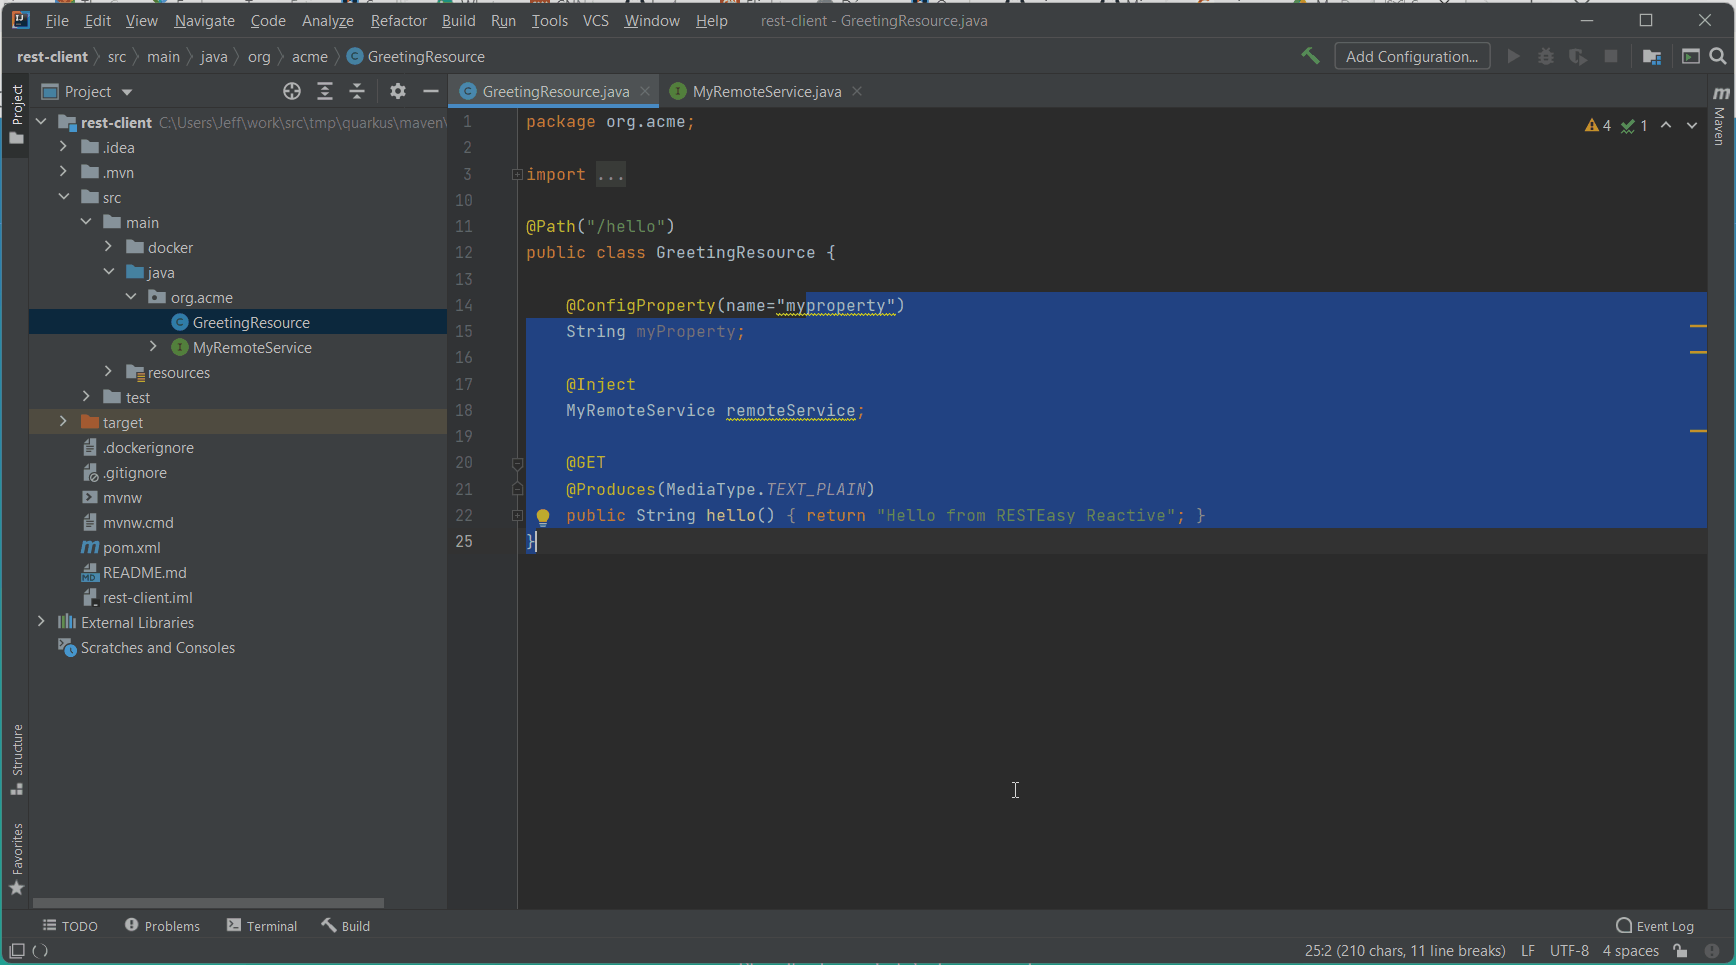 File Edit View Navigate Code Analyze Refactor Build Run Tools VCS Window Help rest-client - GreetingResource.java
rest-client src main java org acme GreetingResource Add Configuration...
Project
GreetingResource.java MyRemoteService.java
Project
Structure
Favorites
rest-client C:\Users\Jeff\work\src\tmp\quarkus\maven\
.idea
.mvn
src
main
docker
java
org.acme
GreetingResource
MyRemoteService
resources
test
target
.dockerignore
.gitignore
mvnw
mvnw.cmd
pom.xml
README.md
rest-client.iml
External Libraries
Scratches and Consoles
1 package org.acme;
2
3 import ...
10
11 @Path("/hello")
12 public class GreetingResource {
13
14 @ConfigProperty(name="myproperty")
15 String myProperty;
16
17 @Inject
18 MyRemoteService remoteService;
19
20 @GET
21 @Produces(MediaType.TEXT_PLAIN)
22 public String hello() { return "Hello from RESTEasy Reactive"; }
25 }
4 1
Maven
TODO Problems Terminal Build Event Log
25:2 (210 chars, 11 line breaks) LF UTF-8 4 spaces